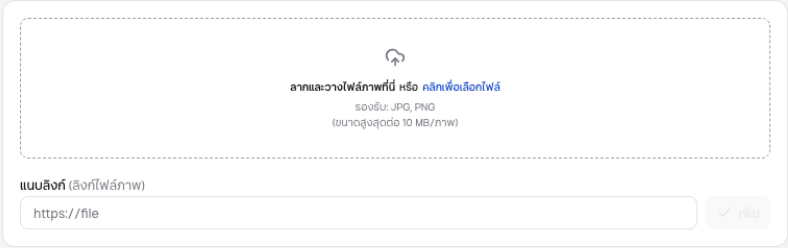 ลากและวางไฟล์ภาพที่นี่ หรือ คลิกเพื่อเลือกไฟล์
รองรับ: JPG, PNG
(ขนาดสูงสุดต่อ 10 MB/ภาพ)
แนบลิงก์ (ลิงก์ไฟล์ภาพ)
https://file
เพิ่ม